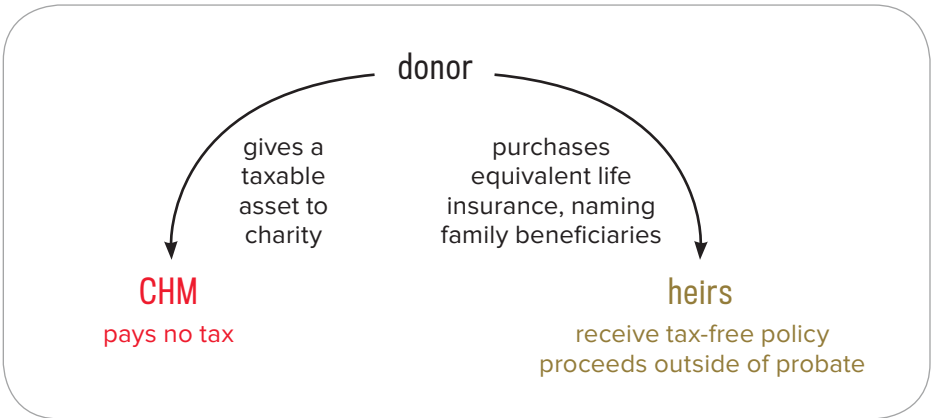 donor
gives a
taxable
asset to
charity
purchases
equivalent life
insurance, naming
family beneficiaries
CHM
pays no tax
heirs
receive tax-free policy
proceeds outside of probate